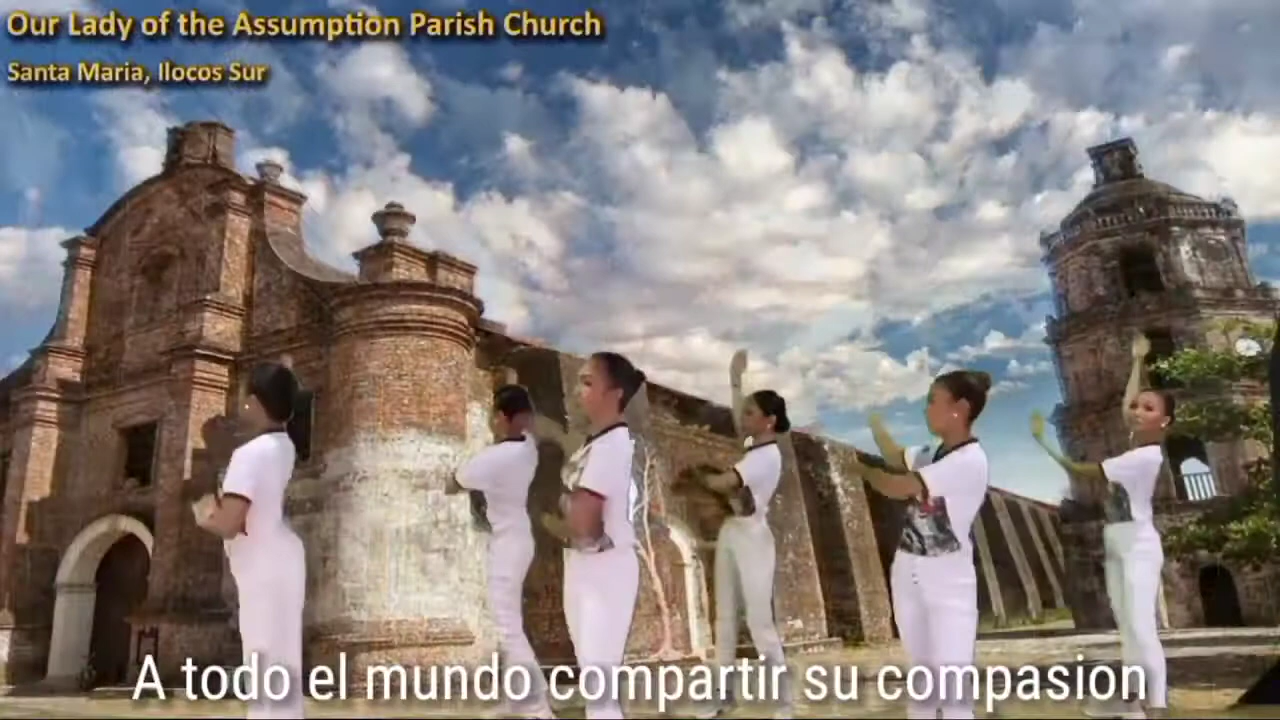 Our Lady of the Assumption Parish Church
Santa Maria, Ilocos Sur
A todo el mundo compartir su compasion